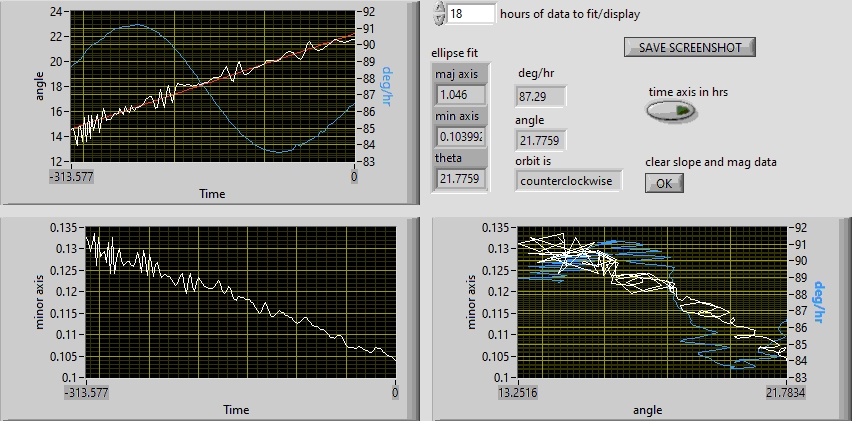 24
22
20
18
16
14
12
angle
92
91
90
89
88
87
86
85
84
83
deg/hr
-313.577
0
Time
18 hours of data to fit/display
SAVE SCREENSHOT
ellipse fit
maj axis
1.046
min axis
0.103992
theta
21.7759
deg/hr
87.29
angle
21.7759
orbit is
counterclockwise
time axis in hrs
clear slope and mag data
OK
0.135
0.13
0.125
0.12
0.115
0.11
0.105
0.1
minor axis
-313.577
0
Time
0.135
0.13
0.125
0.12
0.115
0.11
0.105
0.1
minor axis
92
91
90
89
88
87
86
85
84
83
deg/hr
13.2516
21.7834
angle